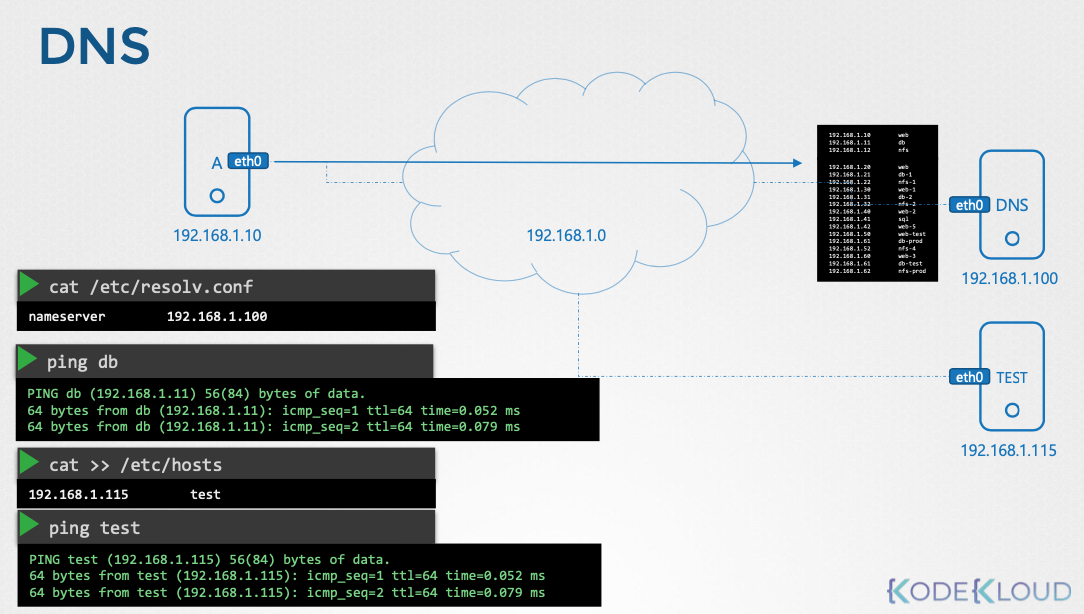 DNS
A
eth0
192.168.1.10
192.168.1.0
192.168.1.10 web
192.168.1.11 db
192.168.1.12 nfs
192.168.1.20 web
192.168.1.21 db-1
192.168.1.22 nfs-1
192.168.1.30 web-1
192.168.1.31 db-2
192.168.1.32 nfs-2
192.168.1.40 web-2
192.168.1.41 sql
192.168.1.42 web-5
192.168.1.50 web-test
192.168.1.61 db-prod
192.168.1.52 nfs-4
192.168.1.60 web-3
192.168.1.61 db-test
192.168.1.62 nfs-prod
eth0
DNS
192.168.1.100
cat /etc/resolv.conf
nameserver 192.168.1.100
ping db
PING db (192.168.1.11) 56(84) bytes of data.
64 bytes from db (192.168.1.11): icmp_seq=1 ttl=64 time=0.052 ms
64 bytes from db (192.168.1.11): icmp_seq=2 ttl=64 time=0.079 ms
eth0
TEST
192.168.1.115
cat >> /etc/hosts
192.168.1.115 test
ping test
PING test (192.168.1.115) 56(84) bytes of data.
64 bytes from test (192.168.1.115): icmp_seq=1 ttl=64 time=0.052 ms
64 bytes from test (192.168.1.115): icmp_seq=2 ttl=64 time=0.079 ms
KODEKLOUD